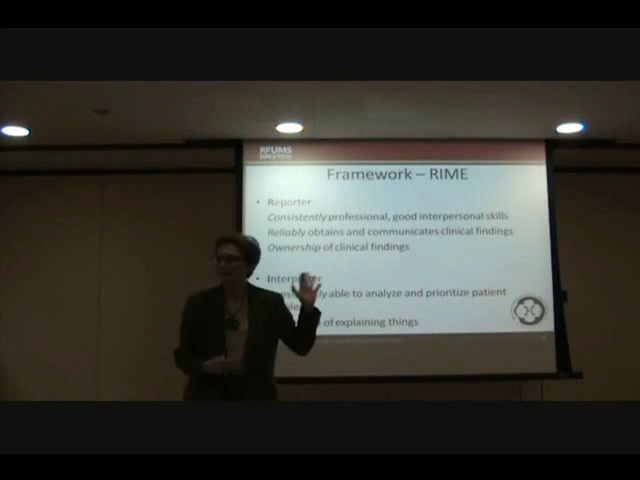 RFUMS
Framework – RIME
• Reporter
Consistently professional, good interpersonal skills
Reliably obtains and communicates clinical findings
Ownership of clinical findings
• Interpreter
able to analyze and prioritize patient
of explaining things